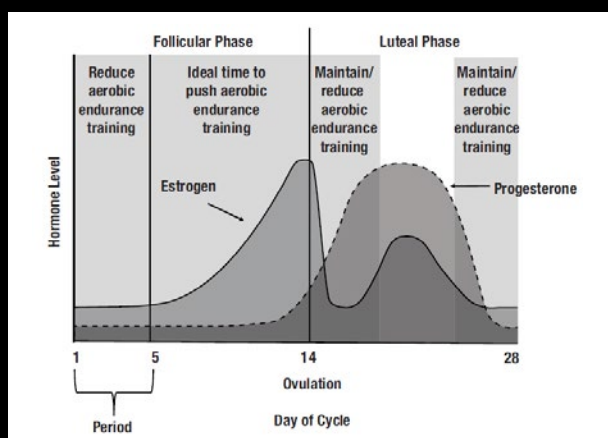 Follicular Phase
Luteal Phase
Reduce
aerobic
endurance
training
Ideal time to
push aerobic
endurance
training
Maintain/
reduce
aerobic
endurance
training
Maintain/
reduce
aerobic
endurance
training
Estrogen
Progesterone
Hormone Level
1
5
14
28
Ovulation
Period
Day of Cycle